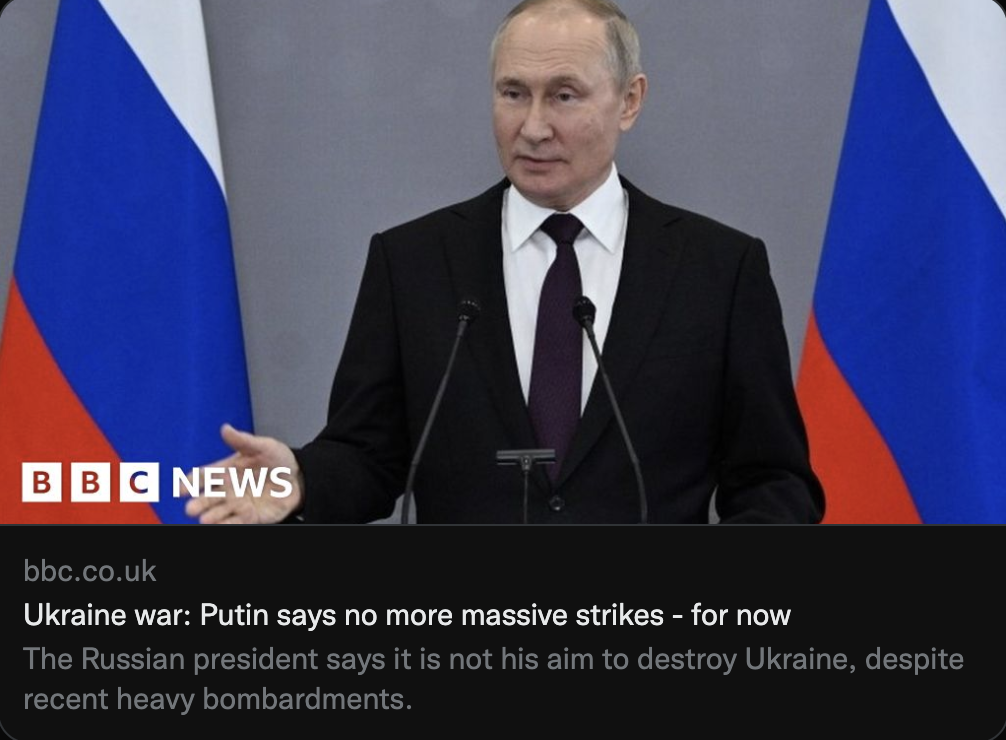 BBC NEWS
bbc.co.uk
Ukraine war: Putin says no more massive strikes - for now
The Russian president says it is not his aim to destroy Ukraine, despite
recent heavy bombardments.